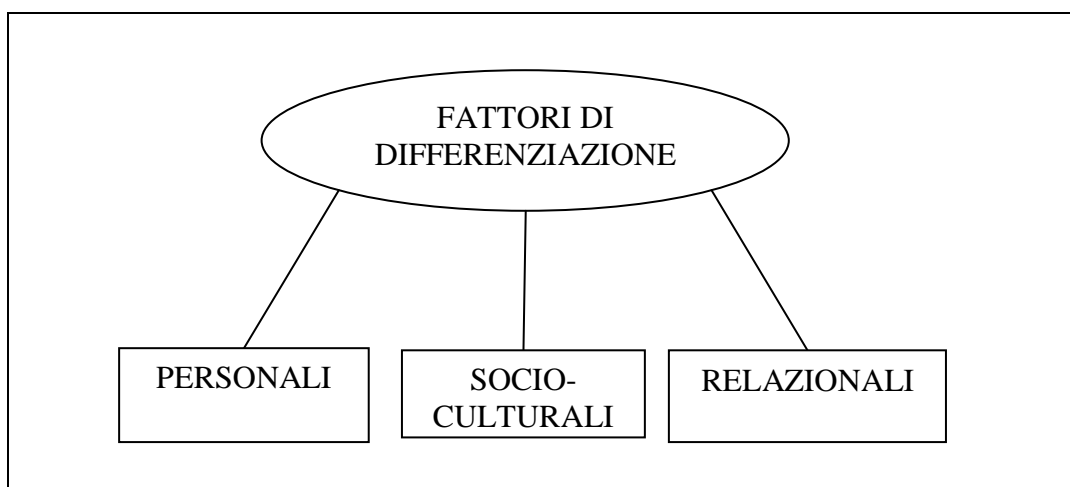 FATTORI DI
DIFFERENZIAZIONE
PERSONALI
SOCIO-
CULTURALI
RELAZIONALI